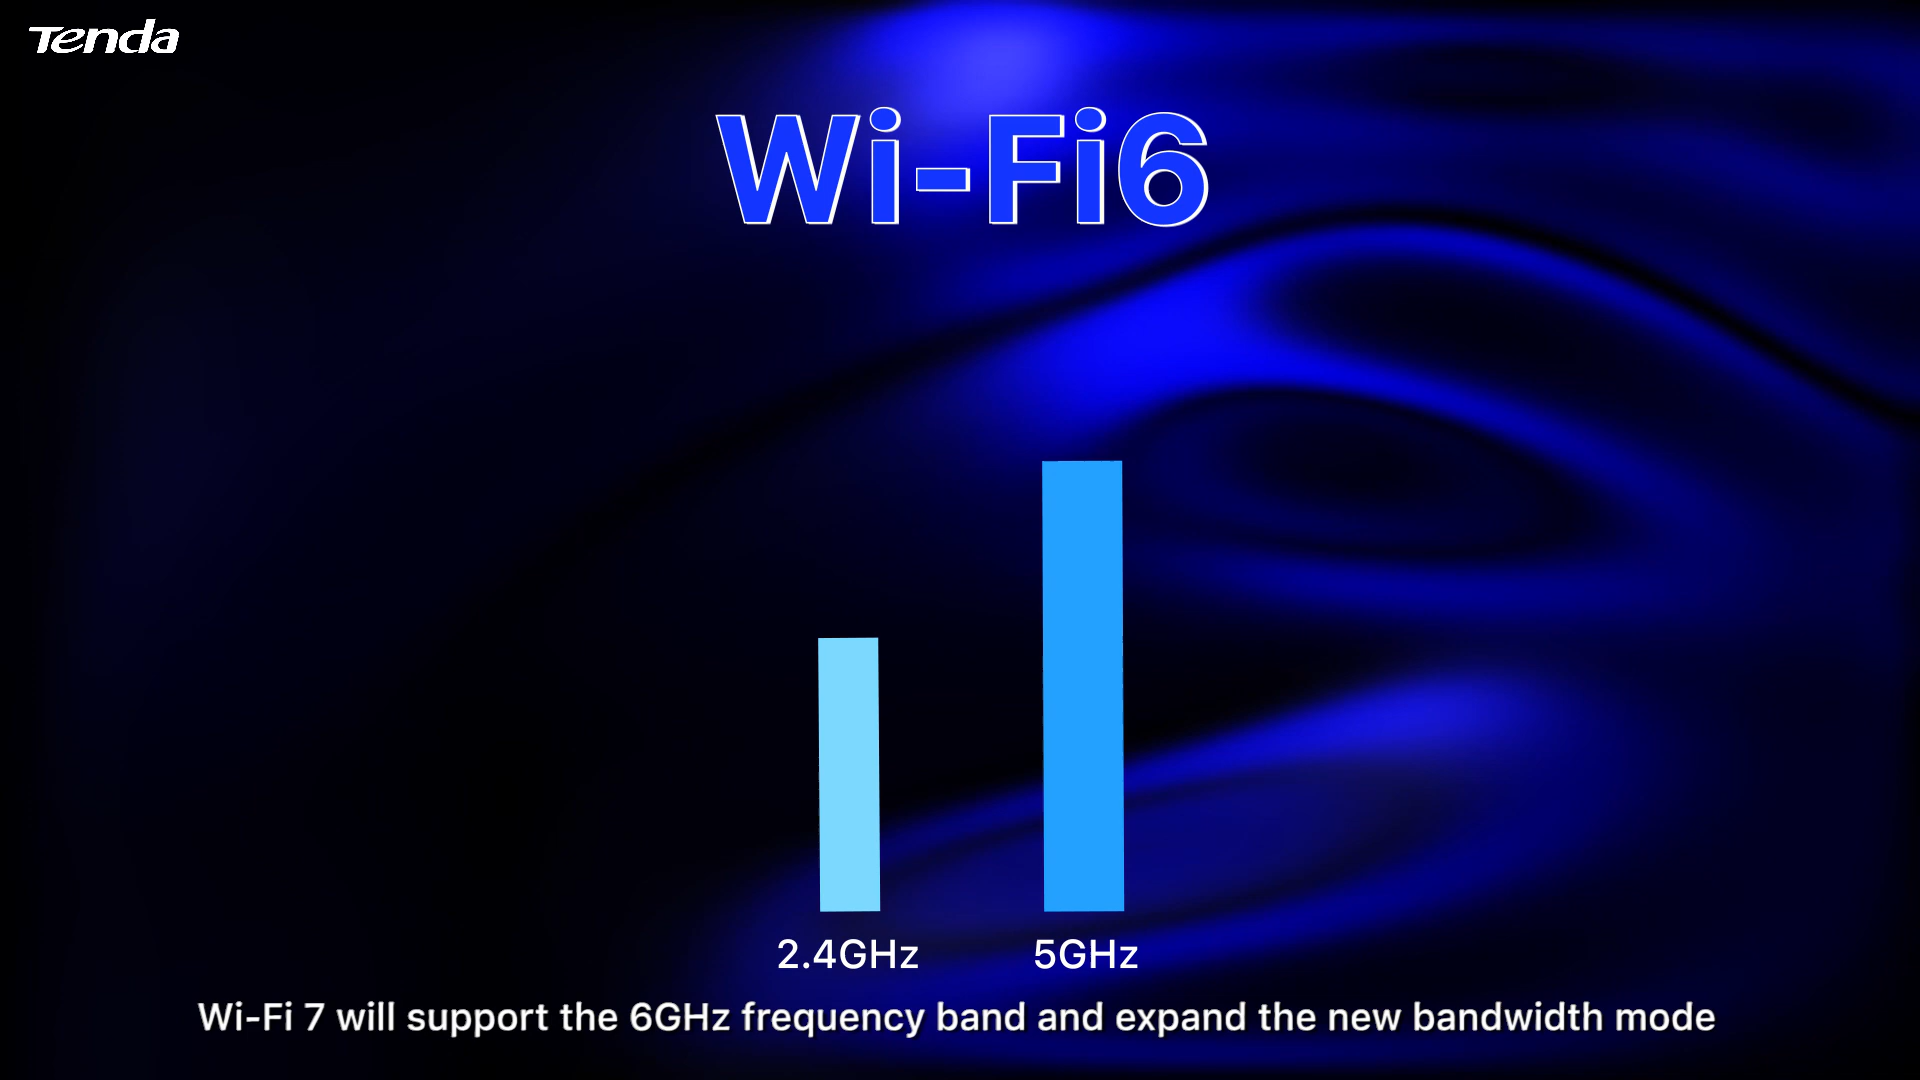 Tenda
Wi-Fi6
2.4GHz 5GHz
Wi-Fi 7 will support the 6GHz frequency band and expand the new bandwidth mode